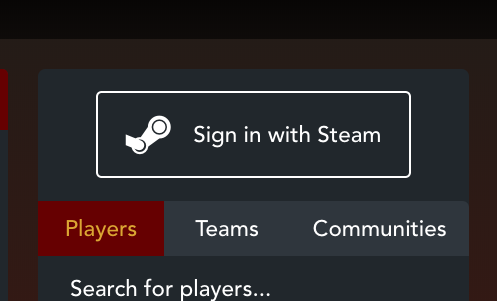 Sign in with Steam
Players Teams Communities
Search for players...